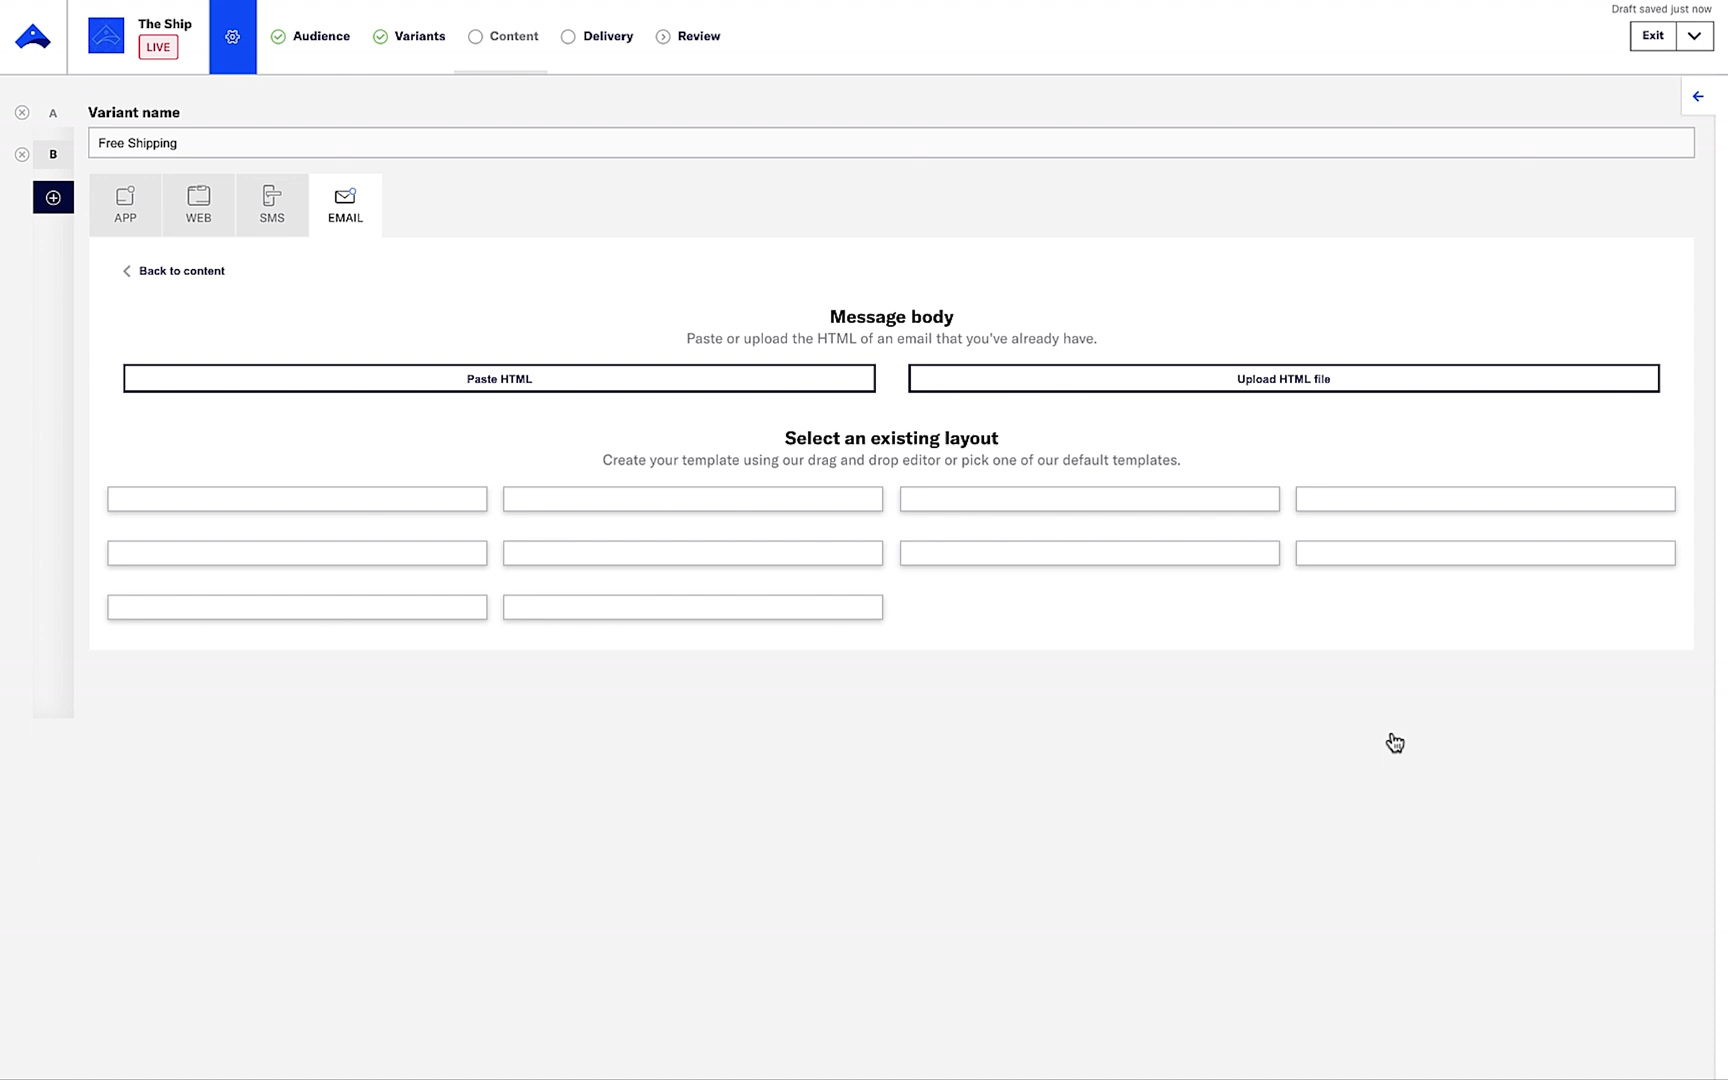 Draft saved just now
The Ship
LIVE
Audience
Variants
Content
Delivery
Review
Exit
A
B
Variant name
Free Shipping
APP
WEB
SMS
EMAIL
Back to content
Message body
Paste or upload the HTML of an email that you've already have.
Paste HTML
Upload HTML file
Select an existing layout
Create your template using our drag and drop editor or pick one of our default templates.